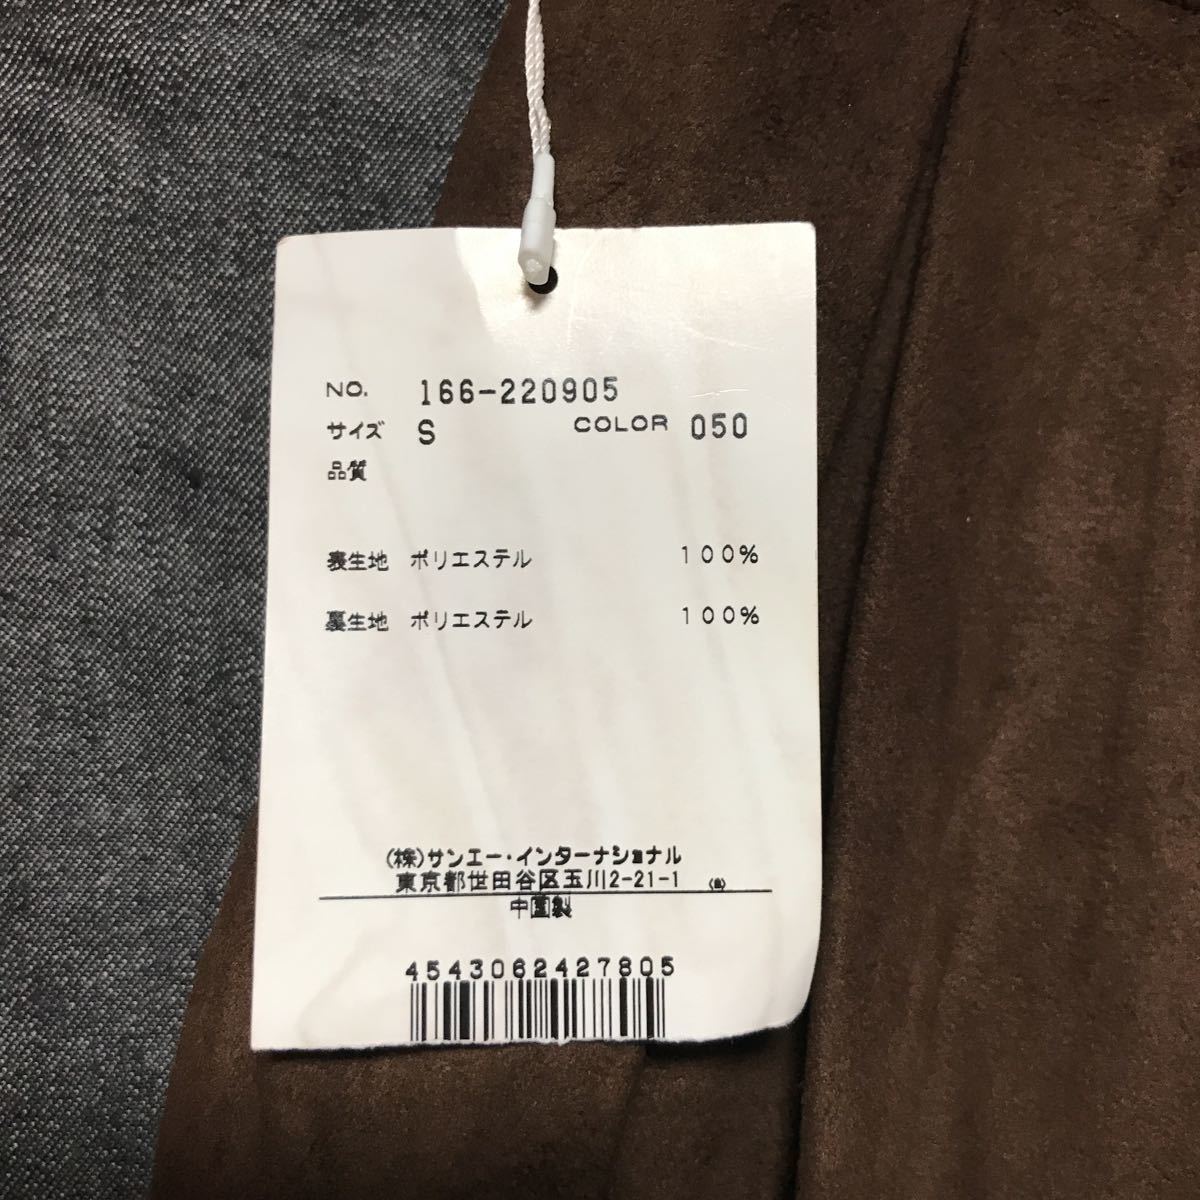 NO. 166-220905
サイズ S COLOR 050
品質
表生地 ポリエステル 100%
裏生地 ポリエステル 100%
(株)サンエー・インターナショナル
東京都世田谷区玉川2-21-1
中国製
4543062427805